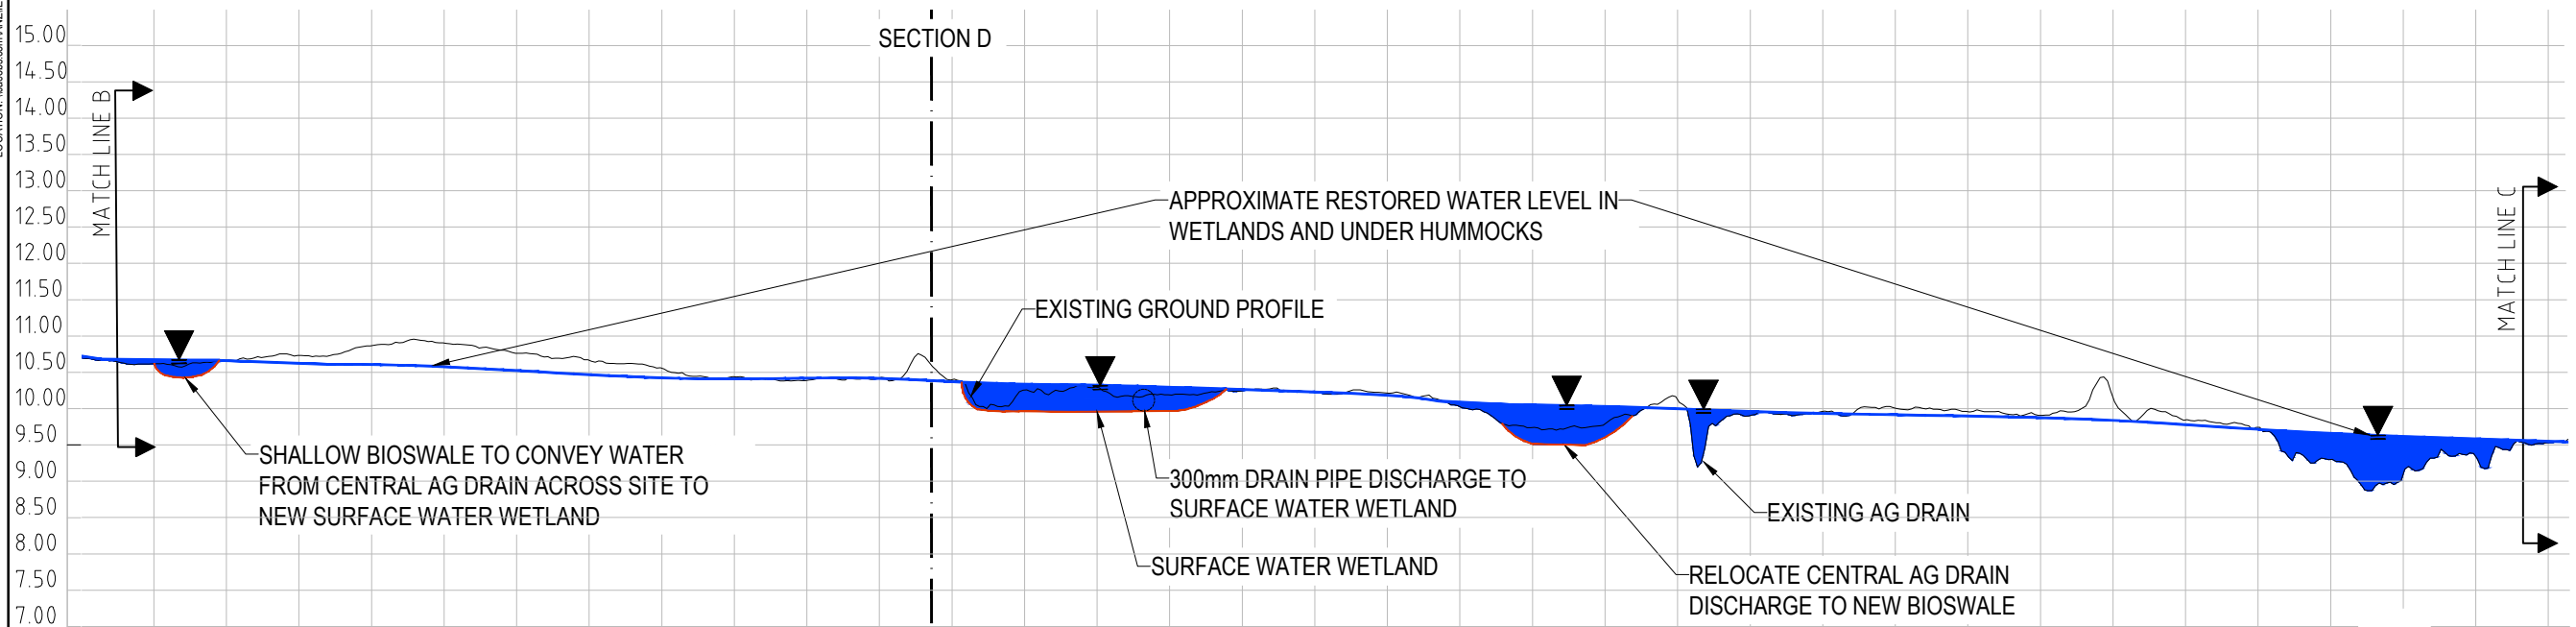 SECTION D
15.00
14.50
14.00
13.50
13.00
12.50
12.00
11.50
11.00
10.50
10.00
9.50
9.00
8.50
8.00
7.50
7.00
MATCH LINE B
APPROXIMATE RESTORED WATER LEVEL IN
WETLANDS AND UNDER HUMMOCKS
MATCH LINE C
EXISTING GROUND PROFILE
SHALLOW BIOSWALE TO CONVEY WATER
FROM CENTRAL AG DRAIN ACROSS SITE TO
NEW SURFACE WATER WETLAND
300mm DRAIN PIPE DISCHARGE TO
SURFACE WATER WETLAND
SURFACE WATER WETLAND
EXISTING AG DRAIN
RELOCATE CENTRAL AG DRAIN
DISCHARGE TO NEW BIOSWALE